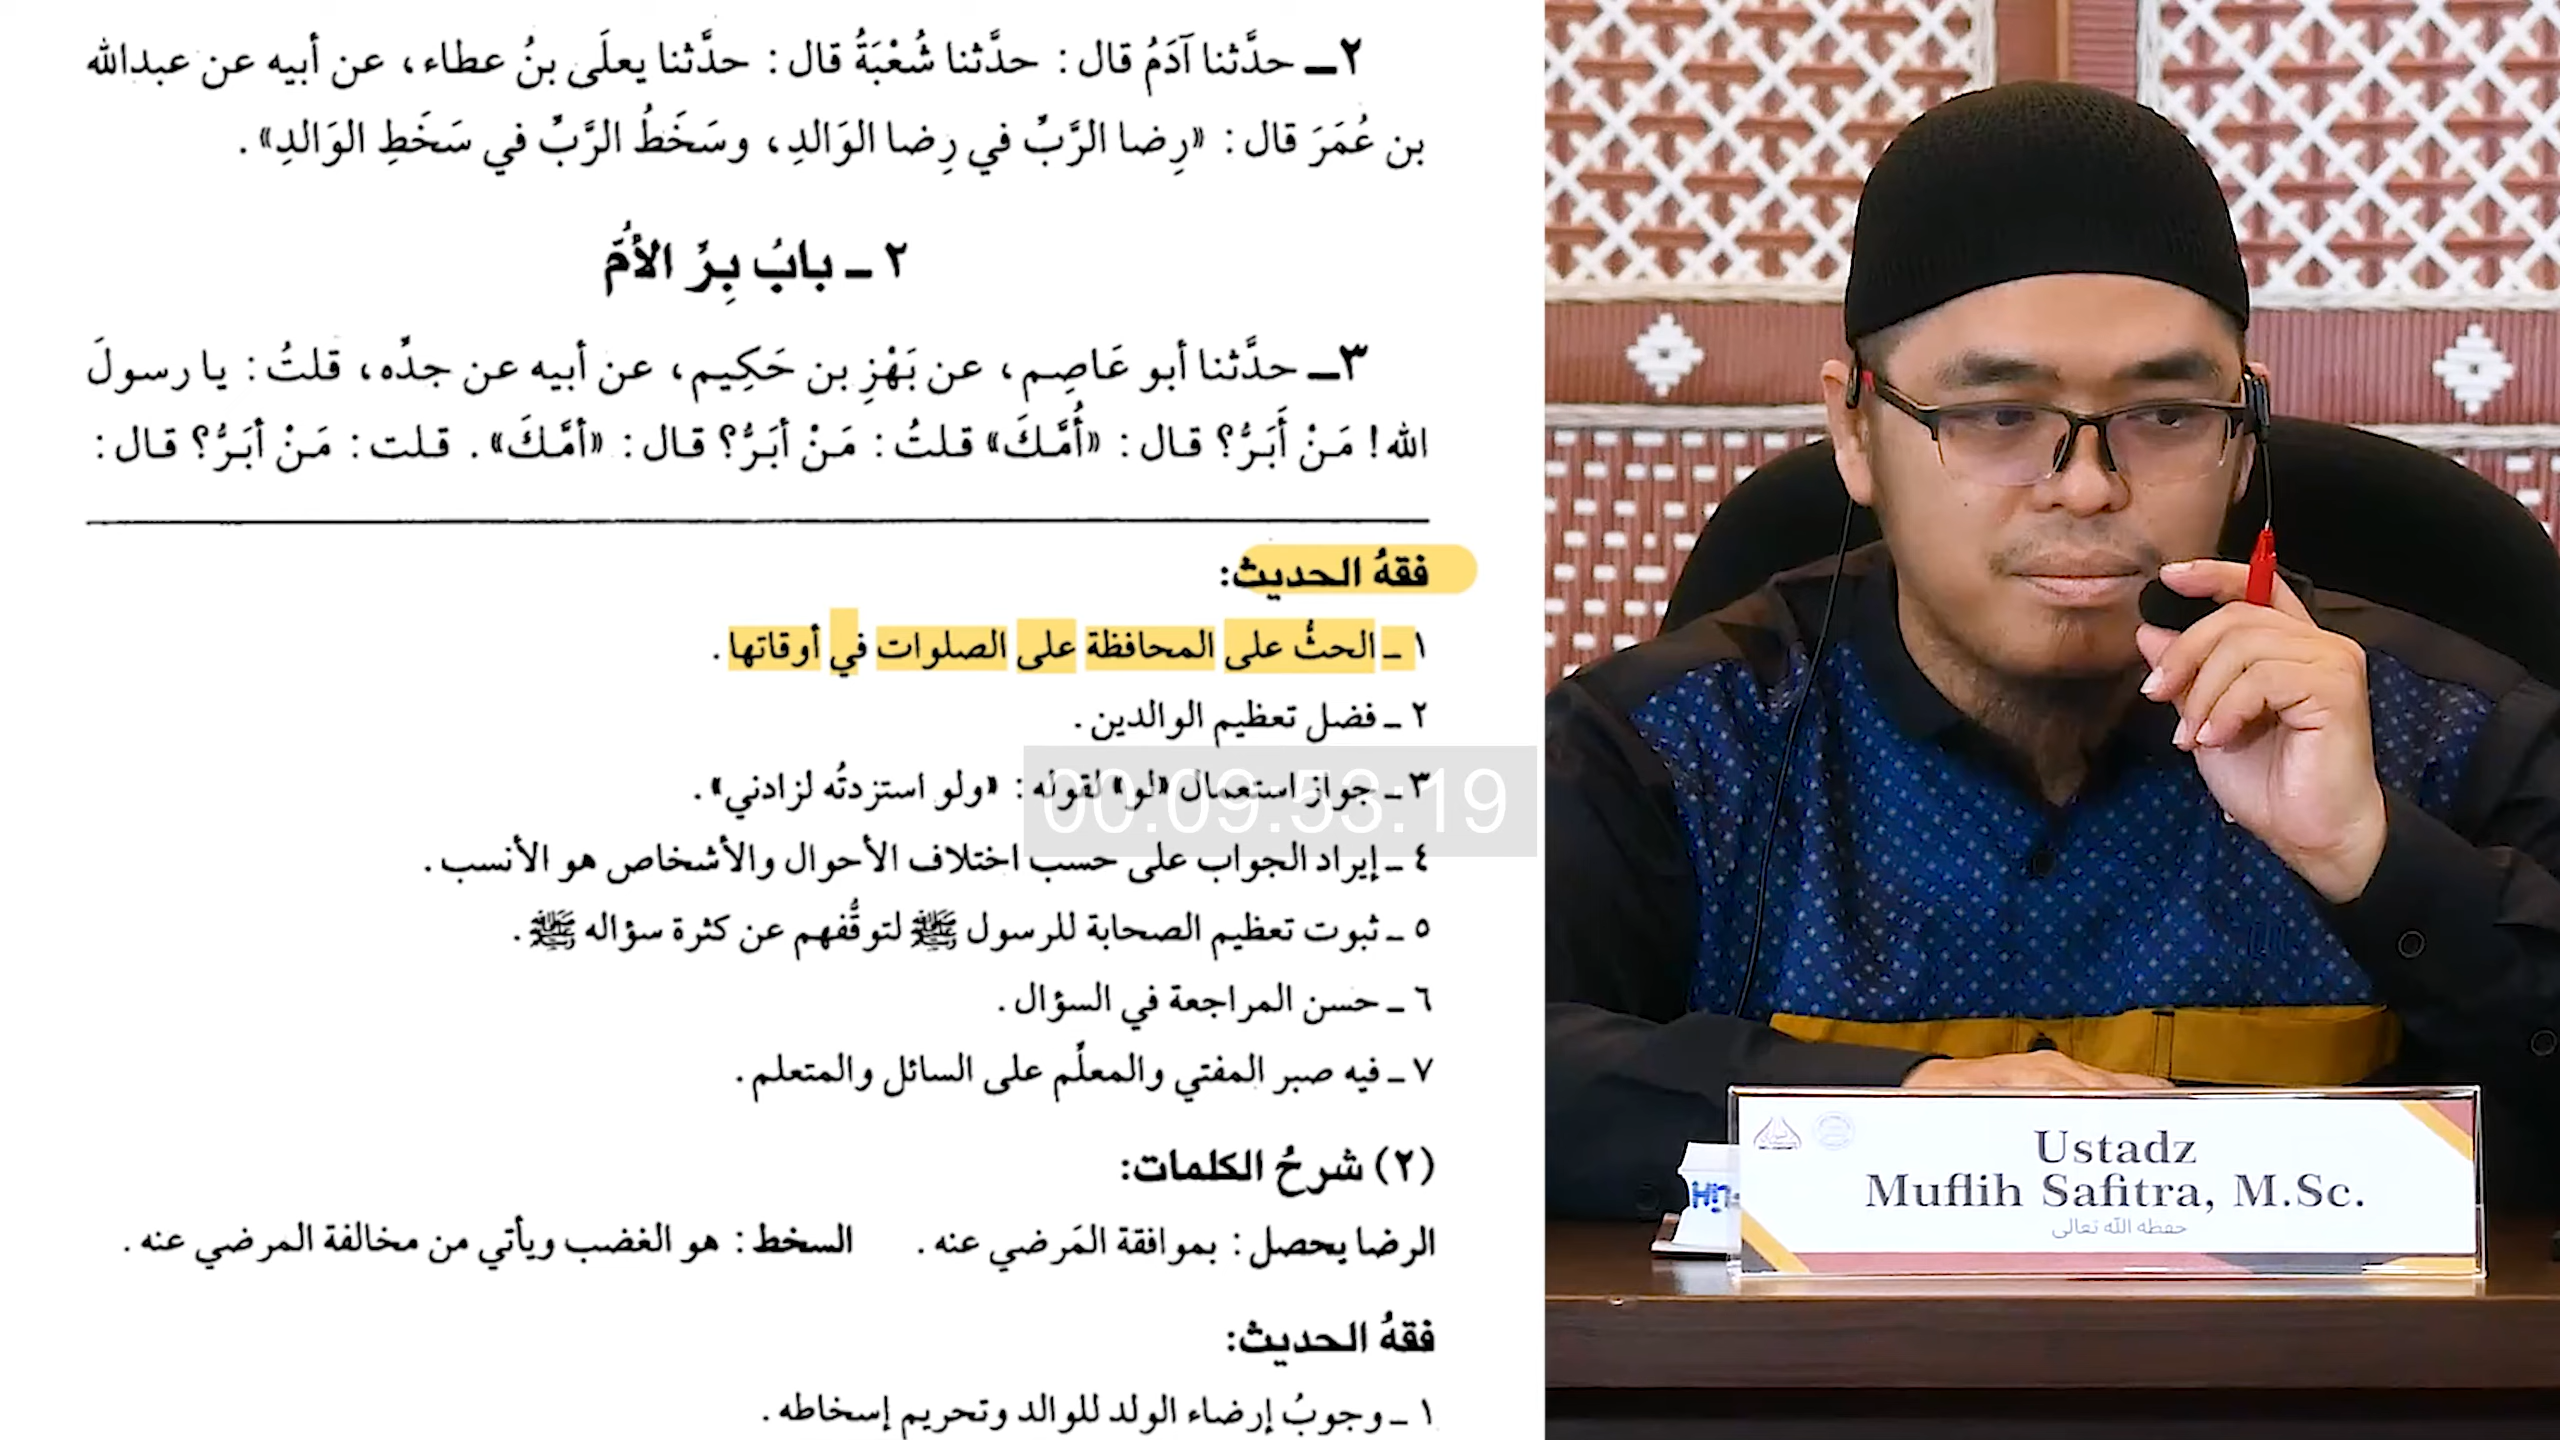 ٢ـ حدَّثنا آدَمُ قال: حدَّثنا شُعْبَةُ قال: حدَّثنا يعلَى بنُ عطاء، عن أبيه عن عبدالله
بن عُمَرَ قال: «رِضا الرَّبِّ في رِضا الوَالدِ، وسَخَطُ الرَّبِّ في سَخَطِ الوَالدِ».
٢ ـ بابُ بِرِّ الأُمِّ
٣ـ حدَّثنا أبو عَاصِم، عن بَهْزِ بن حَكِيم، عن أبيه عن جدِّه، قلتُ: يا رسولَ
الله! مَنْ أَبَرُّ؟ قال: «أُمَّكَ» قلتُ: مَنْ أبَرُّ؟ قال: «أمَّكَ». قلت: مَنْ أبَرُّ؟ قال:
فقهُ الحديث:
١ ـ الحثُّ على المحافظة على الصلوات في أوقاتها.
٢ ـ فضل تعظيم الوالدين.
٣ ـ جواز استعمال «لو» لقوله: «ولو استزدتُه لزادني».
00:09:53:19
٤ ـ إيراد الجواب على حسب اختلاف الأحوال والأشخاص هو الأنسب.
٥ ـ ثبوت تعظيم الصحابة للرسول ﷺ لتوقُّفهم عن كثرة سؤاله ﷺ.
٦ ـ حسن المراجعة في السؤال.
٧ ـ فيه صبر المفتي والمعلِّم على السائل والمتعلم.
(٢) شرحُ الكلمات:
الرضا يحصل: بموافقة المَرضي عنه. السخط: هو الغضب ويأتي من مخالفة المرضي عنه.
فقهُ الحديث:
١ ـ وجوبُ إرضاء الولد للوالد وتحريم إسخاطه.
Ustadz
Muflih Safitra, M.Sc.
حفظه الله تعالى